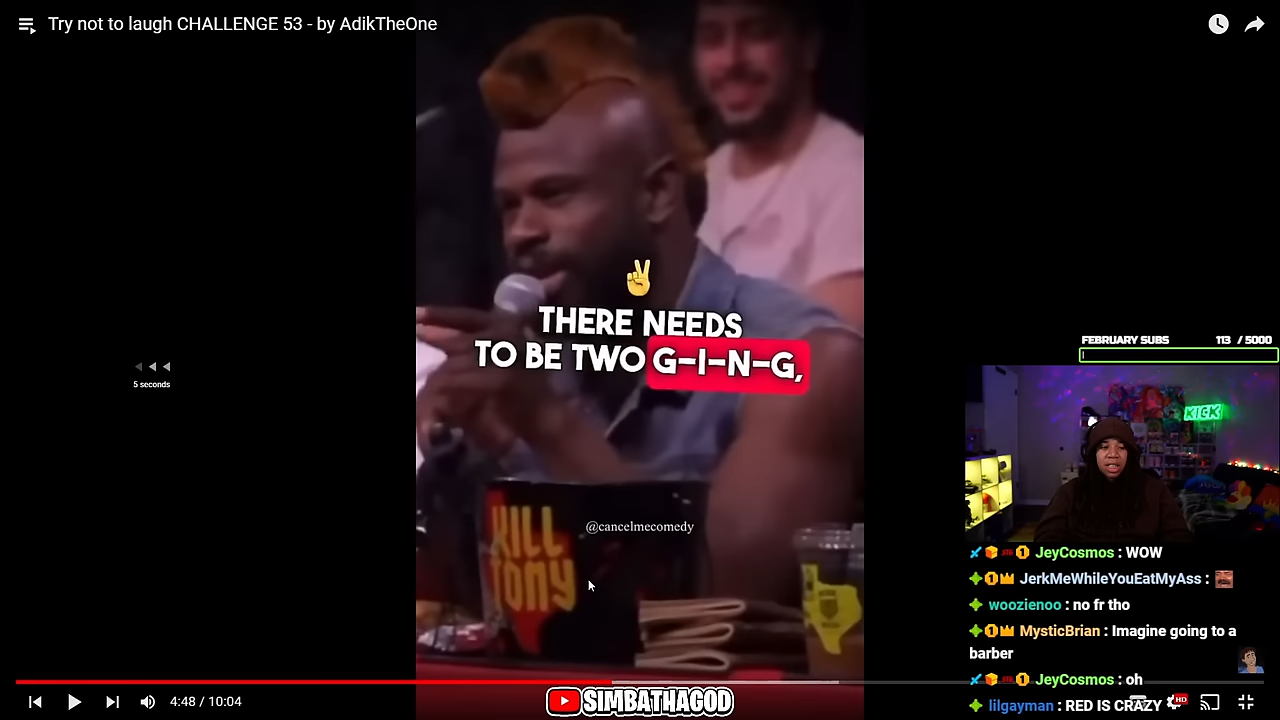 Try not to laugh CHALLENGE 53 - by AdikTheOne
✌
THERE NEEDS
TO BE TWO G-I-N-G,
5 seconds
@cancelmecomedy
KILL
TONY
FEBRUARY SUBS 113 / 5000
KICK
JeyCosmos : WOW
JerkMeWhileYouEatMyAss :
woozienoo : no fr tho
MysticBrian : Imagine going to a
barber
JeyCosmos : oh
lilgayman : RED IS CRAZY
4:48 / 10:04
SIMBATHAGOD
HD